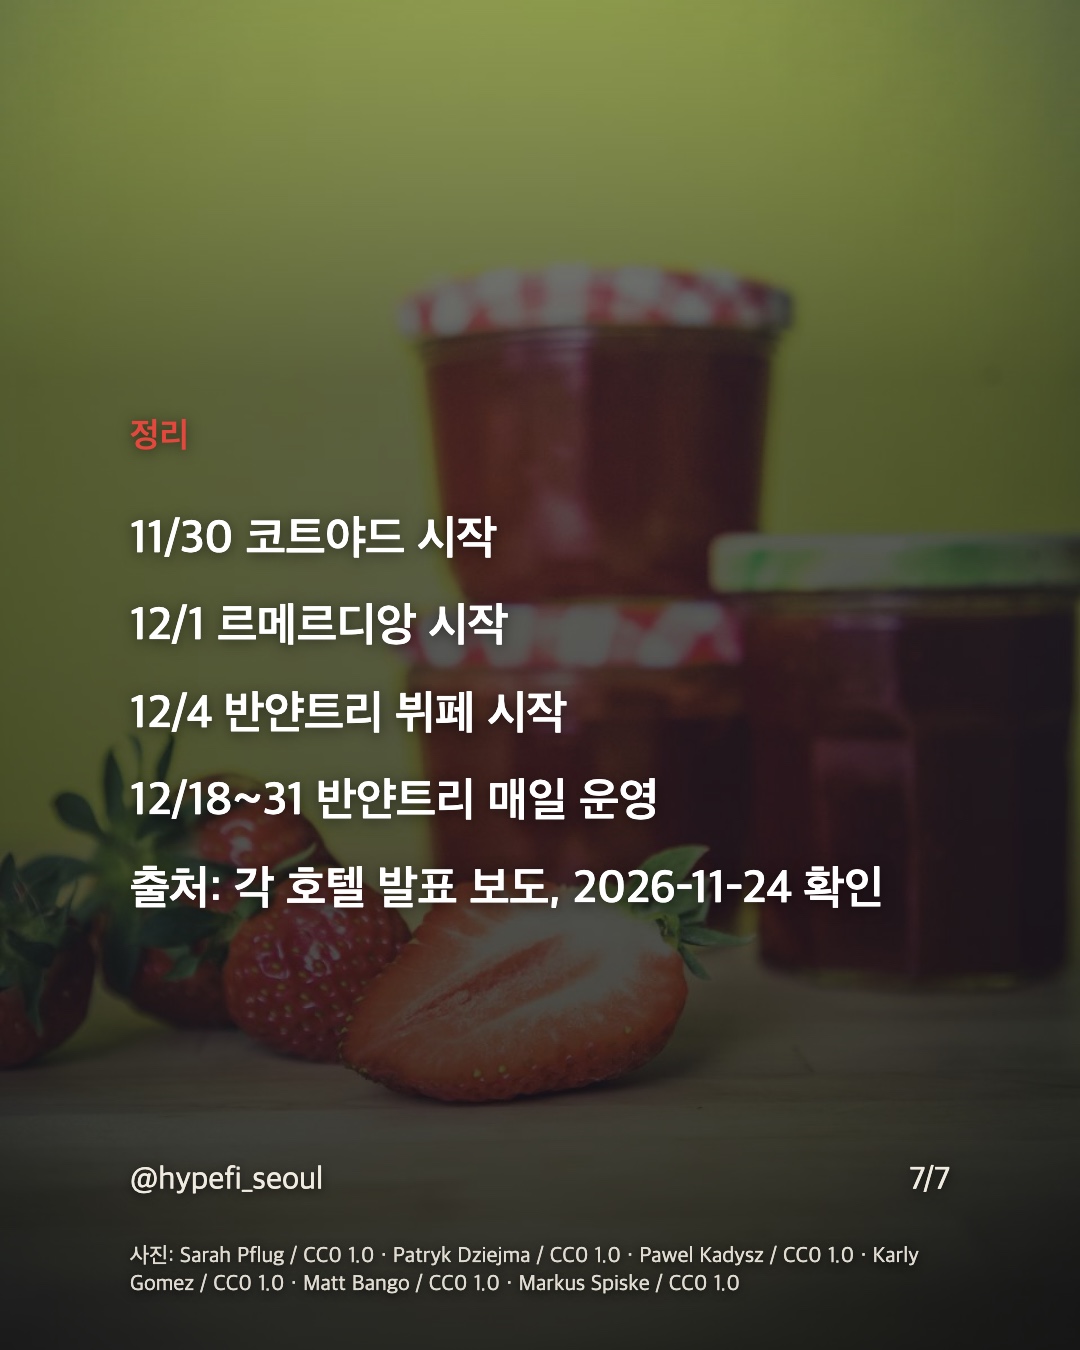 정리
11/30 코트야드 시작
12/1 르메르디앙 시작
12/4 반얀트리 뷔페 시작
12/18~31 반얀트리 매일 운영
출처: 각 호텔 발표 보도, 2026-11-24 확인
@hypefi_seoul
7/7
사진: Sarah Pflug / CC0 1.0 · Patryk Dziejma / CC0 1.0 · Pawel Kadysz / CC0 1.0 · Karly
Gomez / CC0 1.0 · Matt Bango / CC0 1.0 · Markus Spiske / CC0 1.0